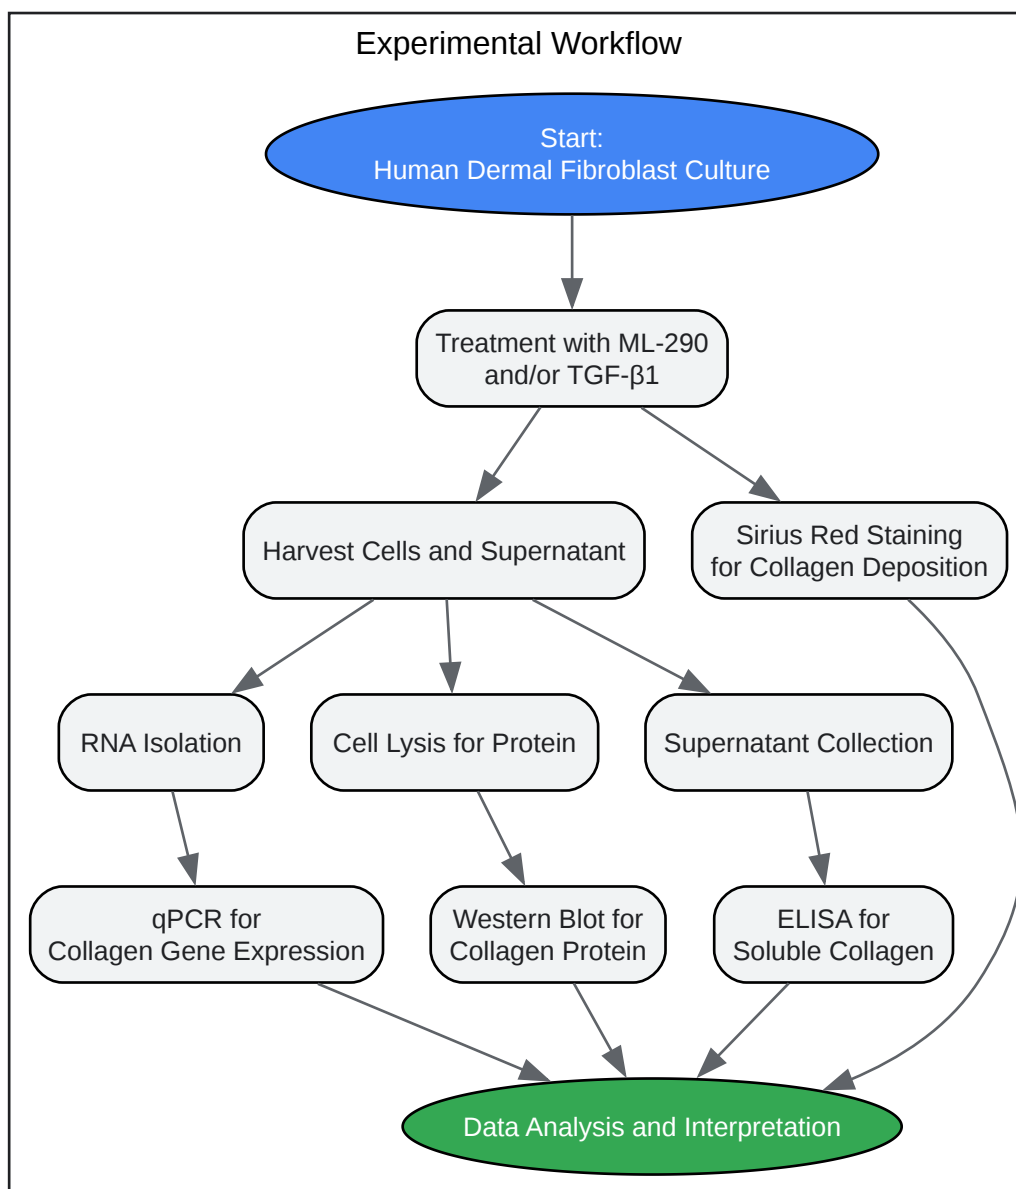 Experimental Workflow
Start:
Human Dermal Fibroblast Culture
Treatment with ML-290
and/or TGF-β1
Harvest Cells and Supernatant
Sirius Red Staining
for Collagen Deposition
RNA Isolation
Cell Lysis for Protein
Supernatant Collection
qPCR for
Collagen Gene Expression
Western Blot for
Collagen Protein
ELISA for
Soluble Collagen
Data Analysis and Interpretation